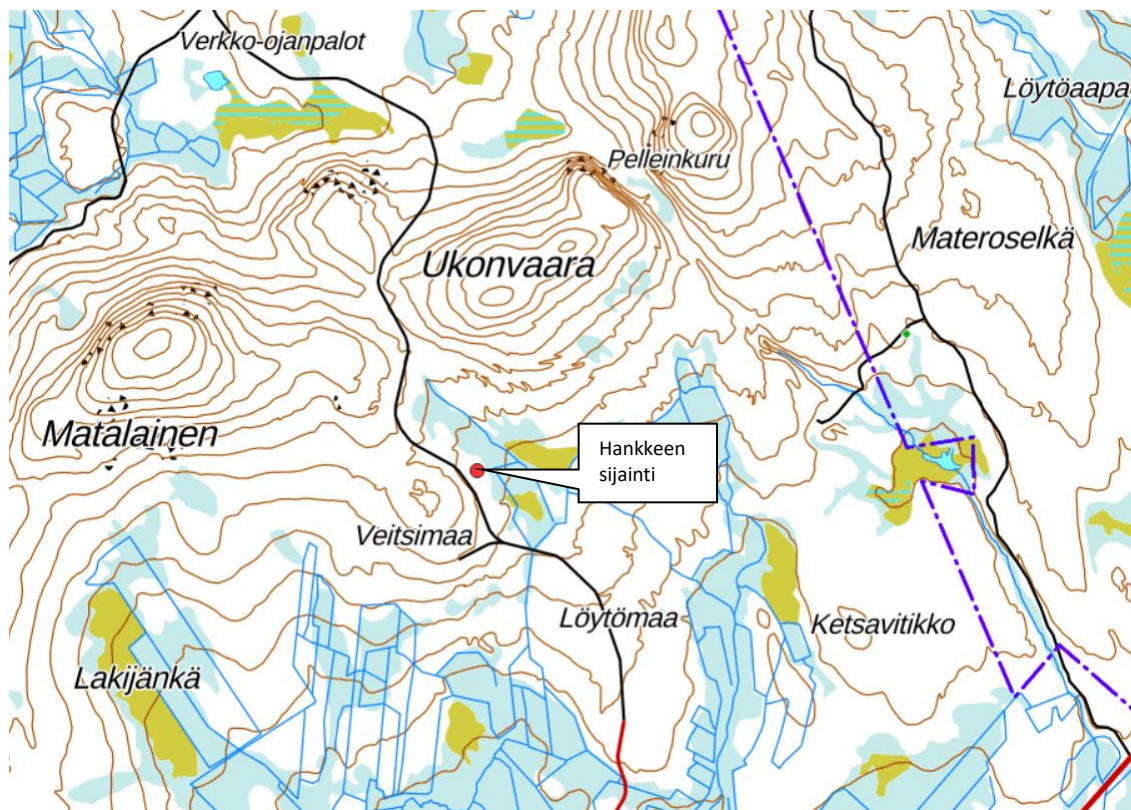 Verkko-ojanpalot
Löytöaapa
Pelleinkuru
Materoselkä
Ukonvaara
Matalainen
Hankkeen
sijainti
Veitsimaa
Löytömaa
Ketsavitikko
Lakijänkä